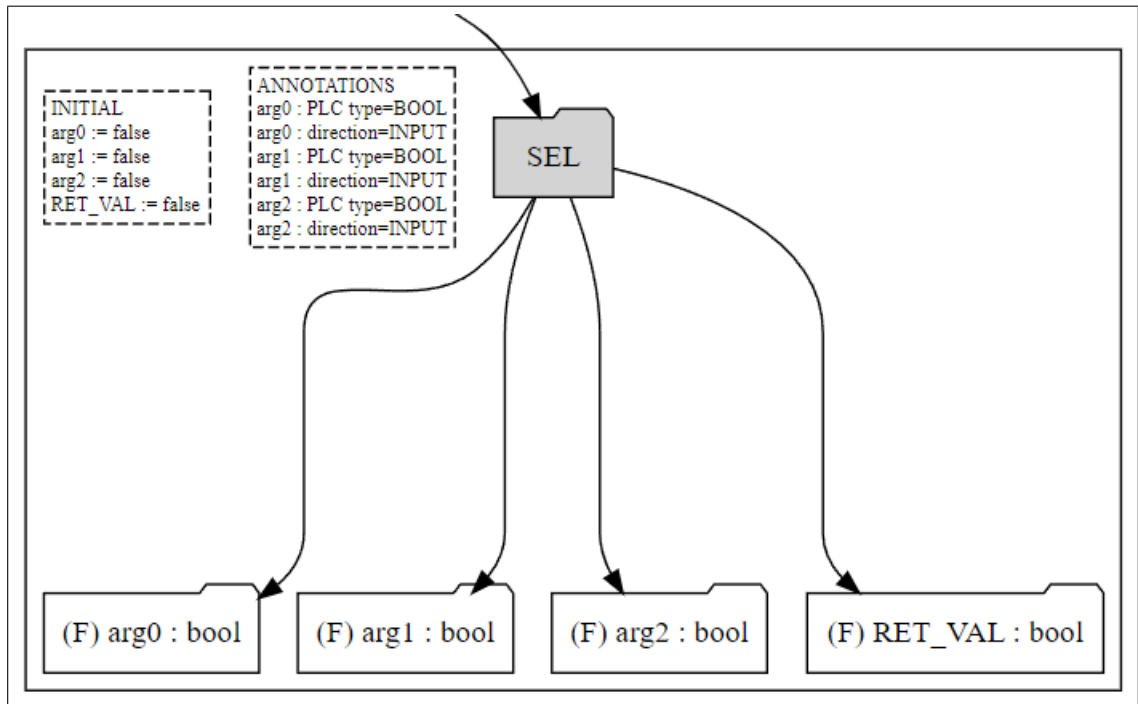 INITIAL
arg0 := false
arg1 := false
arg2 := false
RET_VAL := false
ANNOTATIONS
arg0 : PLC type=BOOL
arg0 : direction=INPUT
arg1 : PLC type=BOOL
arg1 : direction=INPUT
arg2 : PLC type=BOOL
arg2 : direction=INPUT
SEL
(F) arg0 : bool
(F) arg1 : bool
(F) arg2 : bool
(F) RET_VAL : bool